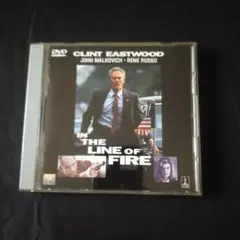 DVD
CLINT EASTWOOD
JOHN MALKOVICH · RENE RUSSO
IN
THE
LINE OF
FIRE